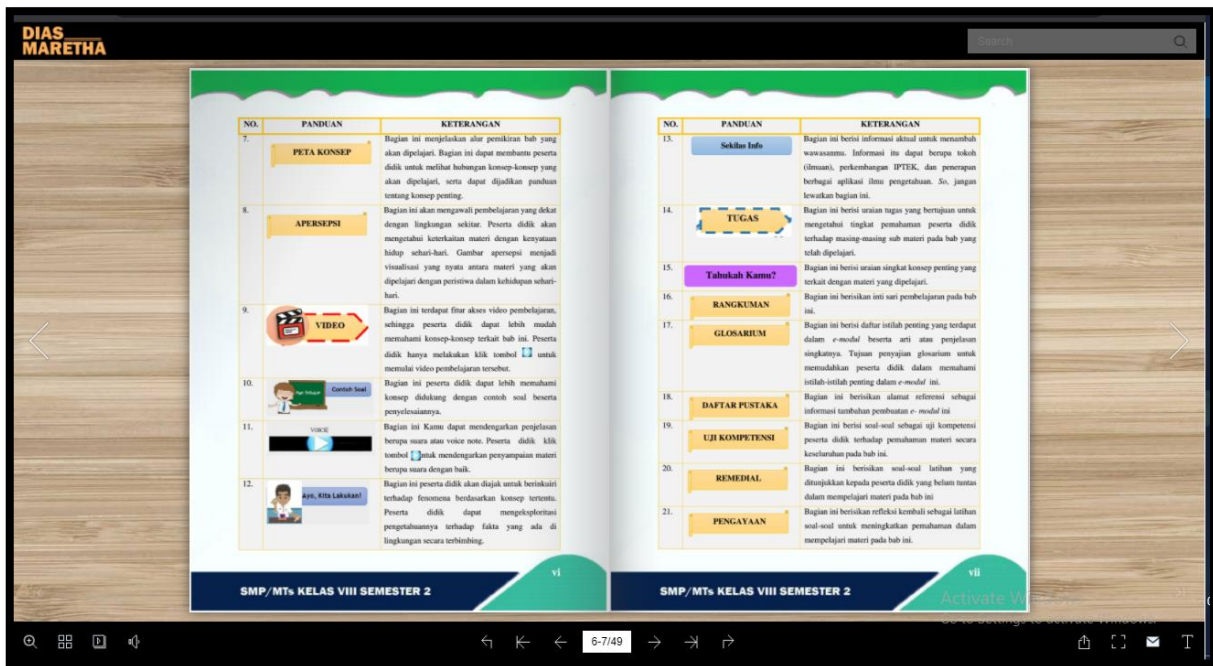 DIAS
MARETHA
Search
NO. PANDUAN KETERANGAN
7. PETA KONSEP Bagian ini menjelaskan alur pemikiran bab yang
akan dipelajari. Bagian ini dapat membantu peserta
didik untuk melihat hubungan konsep-konsep yang
akan dipelajari, serta dapat dijadikan panduan
tentang konsep penting.
8. APERSEPSI Bagian ini akan mengawali pembelajaran yang dekat
dengan lingkungan sekitar. Peserta didik akan
mengetahui keterkaitan materi dengan kenyataan
hidup sehari-hari. Gambar apersepsi menjadi
visualisasi yang nyata antara materi yang akan
dipelajari dengan peristiwa dalam kehidupan sehari-
hari.
9. VIDEO Bagian ini terdapat fitur akses video pembelajaran,
sehingga peserta didik dapat lebih mudah
memahami konsep-konsep terkait bab ini. Peserta
didik hanya melakukan klik tombol untuk
memulai video pembelajaran tersebut.
10. Contoh Soal Bagian ini peserta didik dapat lebih memahami
konsep didukung dengan contoh soal beserta
penyelesaiannya.
11. VOICE Bagian ini Kamu dapat mendengarkan penjelasan
berupa suara atau voice note. Peserta didik klik
tombol untuk mendengarkan penyampaian materi
berupa suara dengan baik.
12. Ayo, Kita Lakukan! Bagian ini peserta didik akan diajak untuk berinkuiri
terhadap fenomena berdasarkan konsep tertentu.
Peserta didik dapat mengeksploritasi
pengetahuannya terhadap fakta yang ada di
lingkungan secara terbimbing.
vi
SMP/MTs KELAS VIII SEMESTER 2
NO. PANDUAN KETERANGAN
13. Sekilas Info Bagian ini berisi informasi aktual untuk menambah
wawasanmu. Informasi itu dapat berupa tokoh
(ilmuan), perkembangan IPTEK, dan penerapan
berbagai aplikasi ilmu pengetahuan. So, jangan
lewatkan bagian ini.
14. TUGAS Bagian ini berisi uraian tugas yang bertujuan untuk
mengetahui tingkat pemahaman peserta didik
terhadap masing-masing sub materi pada bab yang
telah dipelajari.
15. Tahukah Kamu? Bagian ini berisi uraian singkat konsep penting yang
terkait dengan materi yang dipelajari.
16. RANGKUMAN Bagian ini berisikan inti sari pembelajaran pada bab
ini.
17. GLOSARIUM Bagian ini berisi daftar istilah penting yang terdapat
dalam e-modul beserta arti atau penjelasan
singkatnya. Tujuan penyajian glosarium untuk
memudahkan peserta didik dalam memahami
istilah-istilah penting dalam e-modul ini.
18. DAFTAR PUSTAKA Bagian ini berisikan alamat referensi sebagai
informasi tambahan pembuatan e- modul ini
19. UJI KOMPETENSI Bagian ini berisi soal-soal sebagai uji kompetensi
peserta didik terhadap pemahaman materi secara
keseluruhan pada bab ini.
20. REMEDIAL Bagian ini berisikan soal-soal latihan yang
ditunjukkan kepada peserta didik yang belum tuntas
dalam mempelajari materi pada bab ini
21. PENGAYAAN Bagian ini berisikan refleksi kembali sebagai latihan
soal-soal untuk meningkatkan pemahaman dalam
mempelajari materi pada bab ini.
vii
SMP/MTs KELAS VIII SEMESTER 2
Activate
6-7/49